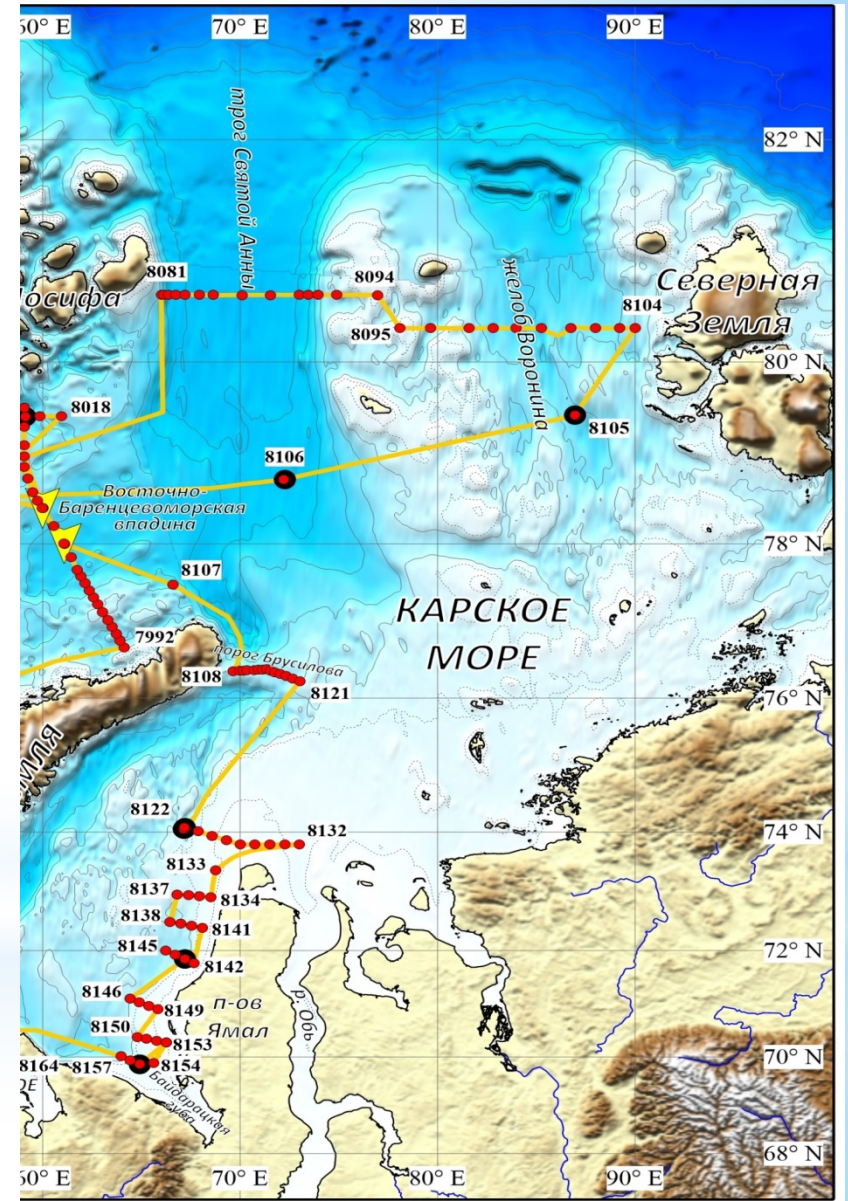 60° E 70° E 80° E 90° E
82° N
трог Святой Анны
8081
8094
Иосифа
желоб Воронина
Северная
Земля
8095
8104
80° N
8018
8105
8106
Восточно-
Баренцевоморская
впадина
78° N
8107
КАРСКОЕ
МОРЕ
7992
порог Брусилова
8108
8121
76° N
8122
8132
74° N
8133
8137
8134
8138
8141
8145
72° N
8142
8146
п-ов
Ямал
8149
р. Обь
8150
8153
70° N
8164 8157
8154
Байдарацкая
губа
68° N
60° E 70° E 80° E 90° E